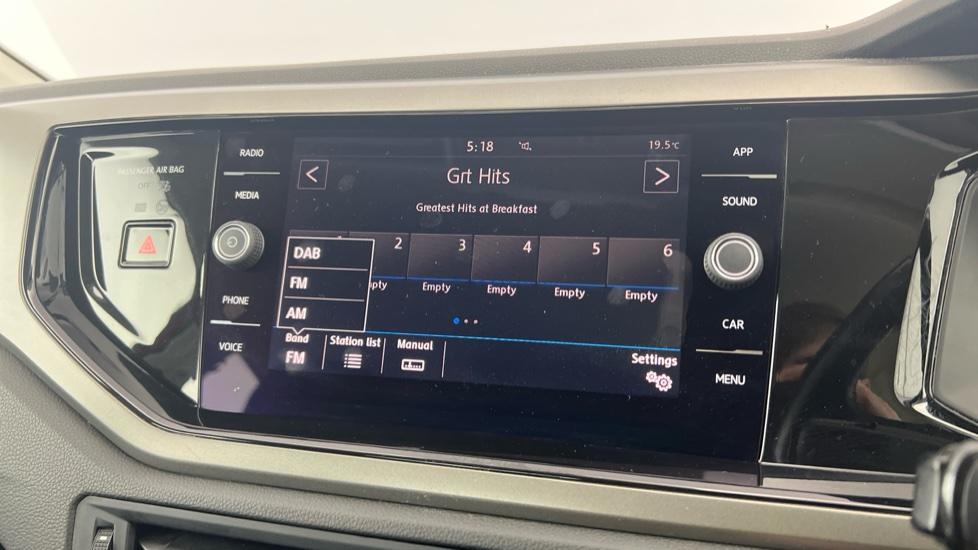 PASSENGER AIR BAG
OFF
RADIO
MEDIA
PHONE
VOICE
5:18
19.5°C
<
Grt Hits
>
Greatest Hits at Breakfast
2 3 4 5 6
pty Empty Empty Empty Empty
DAB
FM
AM
Band Station list Manual Settings
FM
APP
SOUND
CAR
MENU